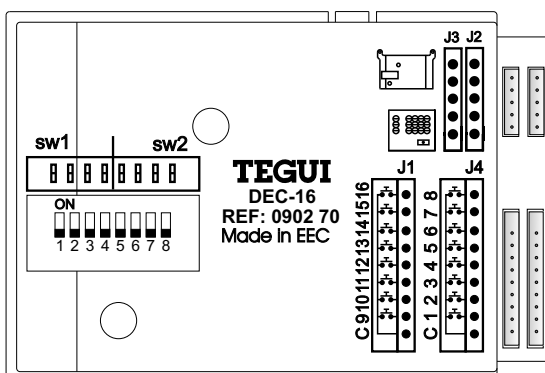 J3 J2
sw1 sw2
ON
1 2 3 4 5 6 7 8
TEGUI
DEC-16
REF: 0902 70
Made in EEC
J1 J4
C 9 10 11 12 13 14 15 16
C 1 2 3 4 5 6 7 8